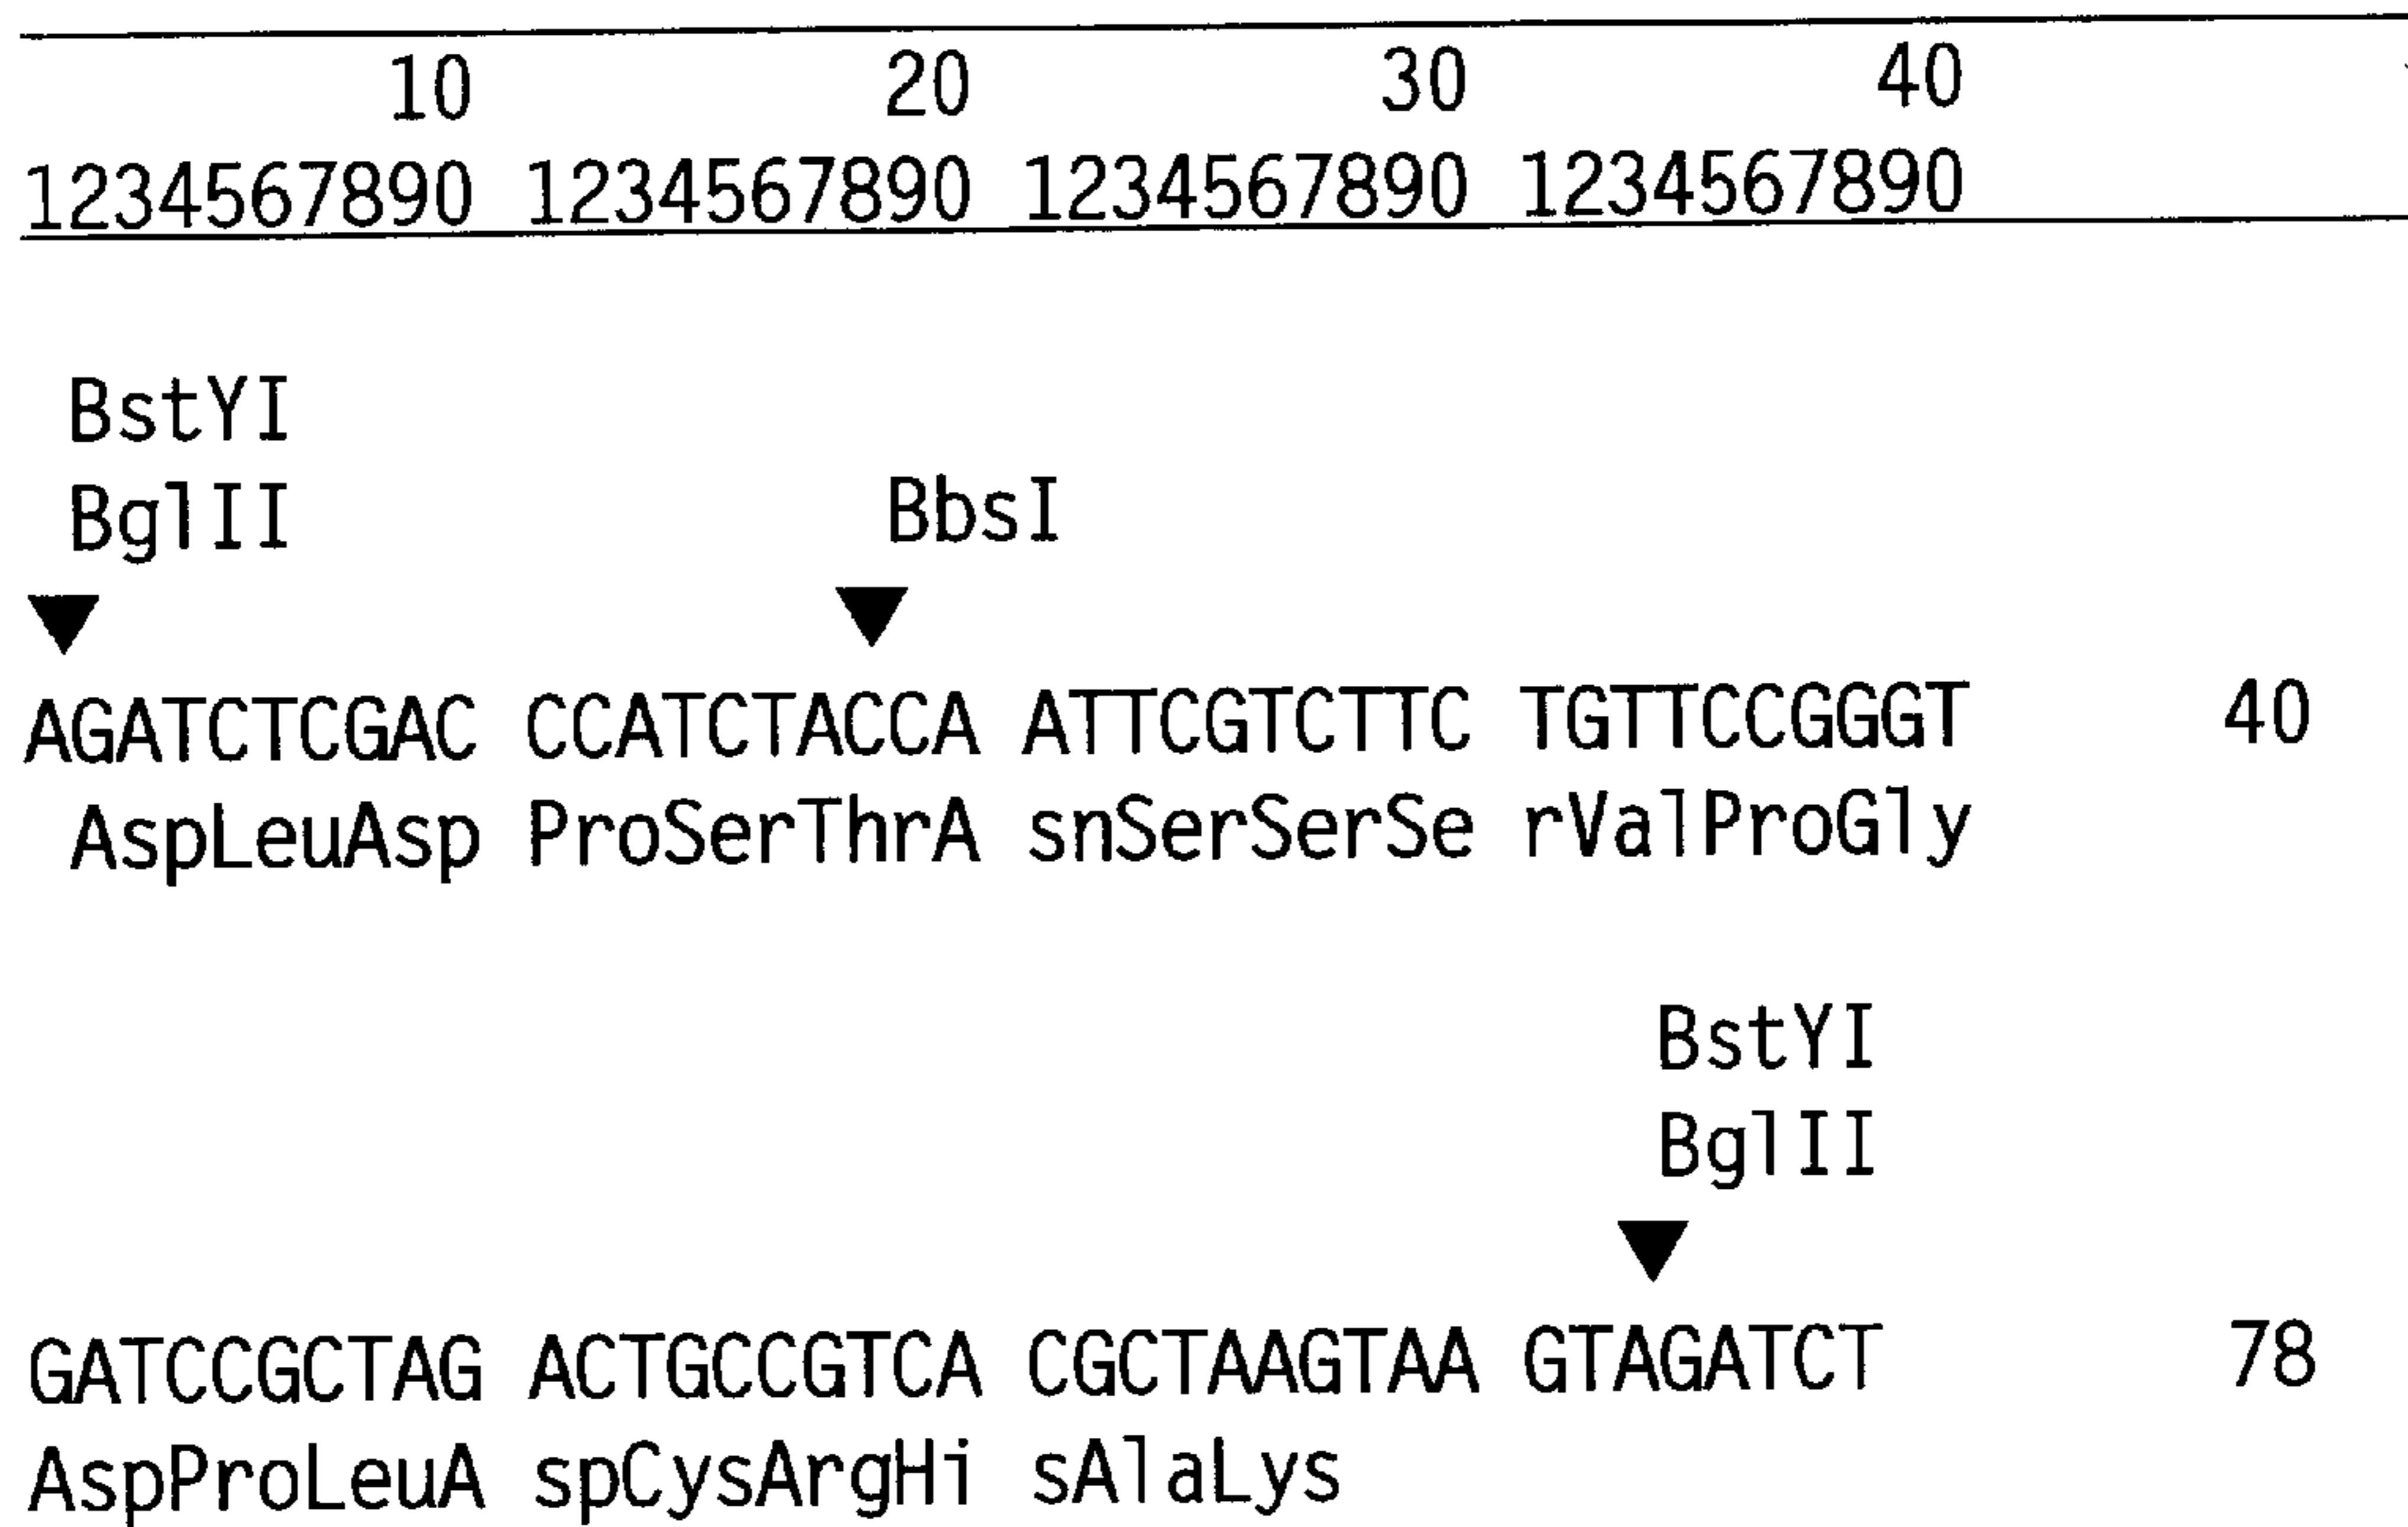 10 20 30 40
1234567890 1234567890 1234567890 1234567890
BstYI
BglII BbsI
AGATCTCGAC CCATCTACCA ATTCGTCTTC TGTTCCGGGT 40
AspLeuAsp ProSerThrA snSerSerSe rValProGly
BstYI
BglII
GATCCGCTAG ACTGCCGTCA CGCTAAGTAA GTAGATCT 78
AspProLeuA spCysArgHi sAlaLys